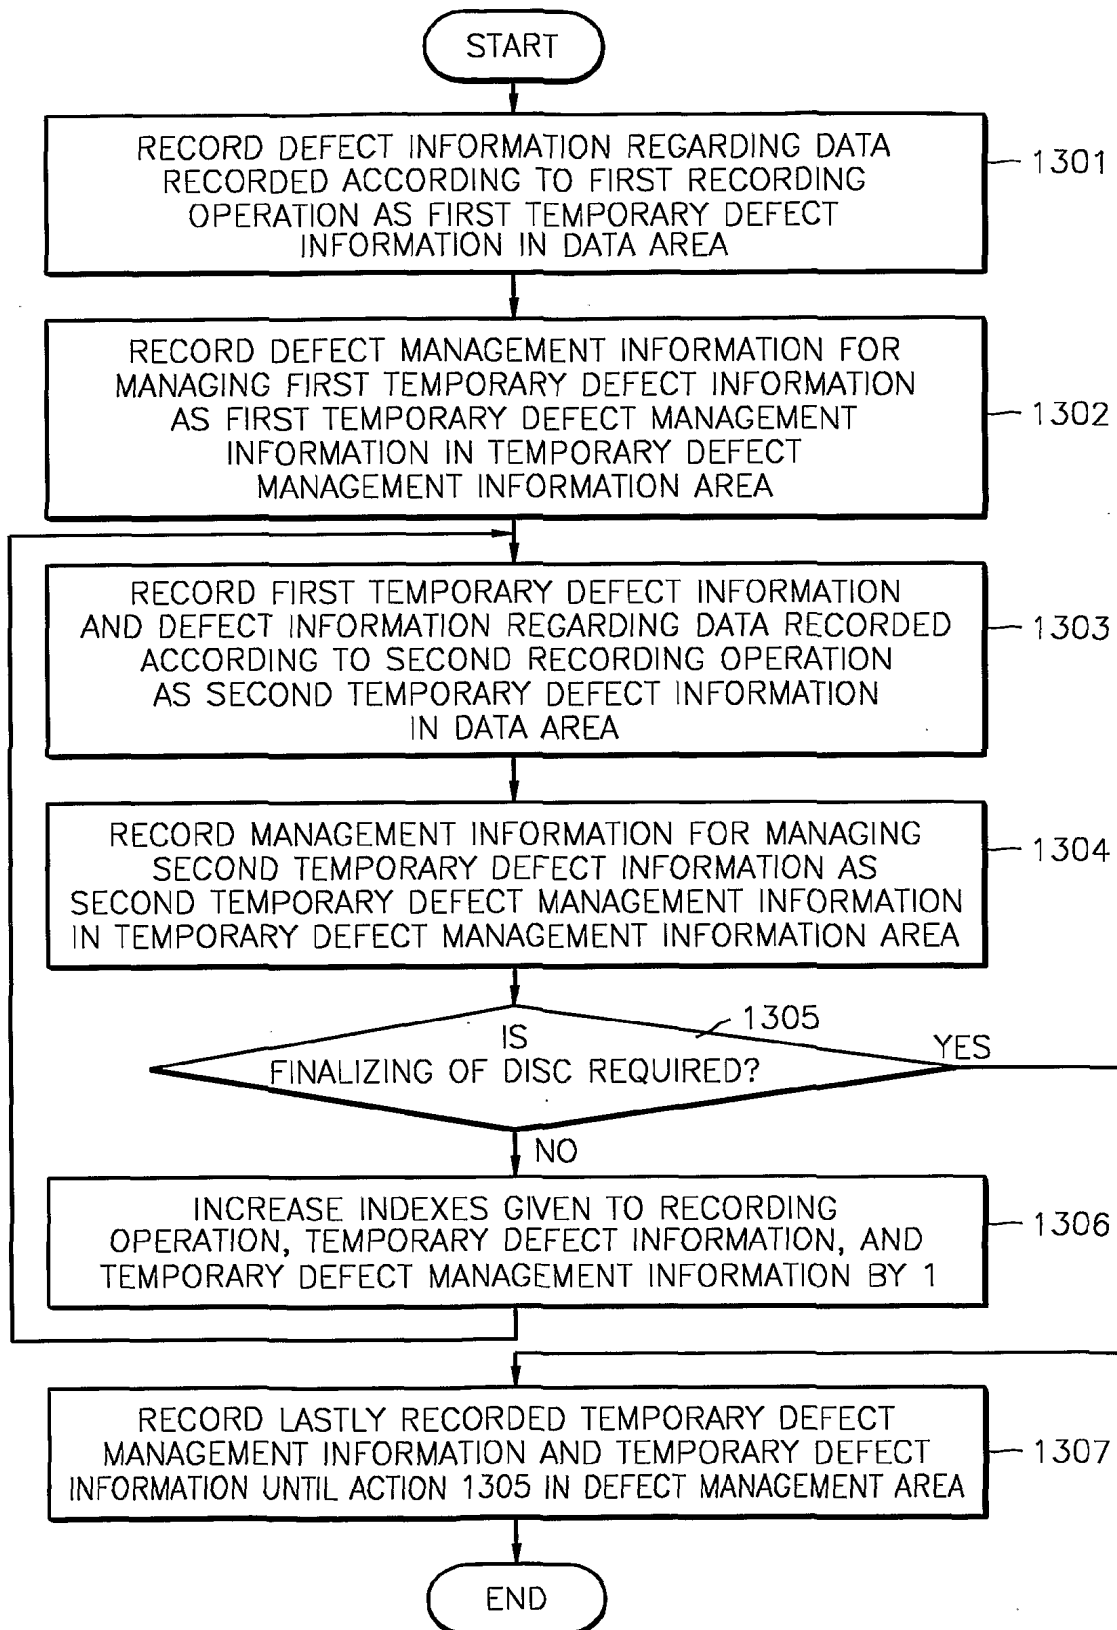 START
RECORD DEFECT INFORMATION REGARDING DATA
RECORDED ACCORDING TO FIRST RECORDING
OPERATION AS FIRST TEMPORARY DEFECT
INFORMATION IN DATA AREA
1301
RECORD DEFECT MANAGEMENT INFORMATION FOR
MANAGING FIRST TEMPORARY DEFECT INFORMATION
AS FIRST TEMPORARY DEFECT MANAGEMENT
INFORMATION IN TEMPORARY DEFECT
MANAGEMENT INFORMATION AREA
1302
RECORD FIRST TEMPORARY DEFECT INFORMATION
AND DEFECT INFORMATION REGARDING DATA RECORDED
ACCORDING TO SECOND RECORDING OPERATION
AS SECOND TEMPORARY DEFECT INFORMATION
IN DATA AREA
1303
RECORD MANAGEMENT INFORMATION FOR MANAGING
SECOND TEMPORARY DEFECT INFORMATION AS
SECOND TEMPORARY DEFECT MANAGEMENT INFORMATION
IN TEMPORARY DEFECT MANAGEMENT INFORMATION AREA
1304
IS
FINALIZING OF DISC REQUIRED?
1305
YES
NO
INCREASE INDEXES GIVEN TO RECORDING
OPERATION, TEMPORARY DEFECT INFORMATION, AND
TEMPORARY DEFECT MANAGEMENT INFORMATION BY 1
1306
RECORD LASTLY RECORDED TEMPORARY DEFECT
MANAGEMENT INFORMATION AND TEMPORARY DEFECT
INFORMATION UNTIL ACTION 1305 IN DEFECT MANAGEMENT AREA
1307
END